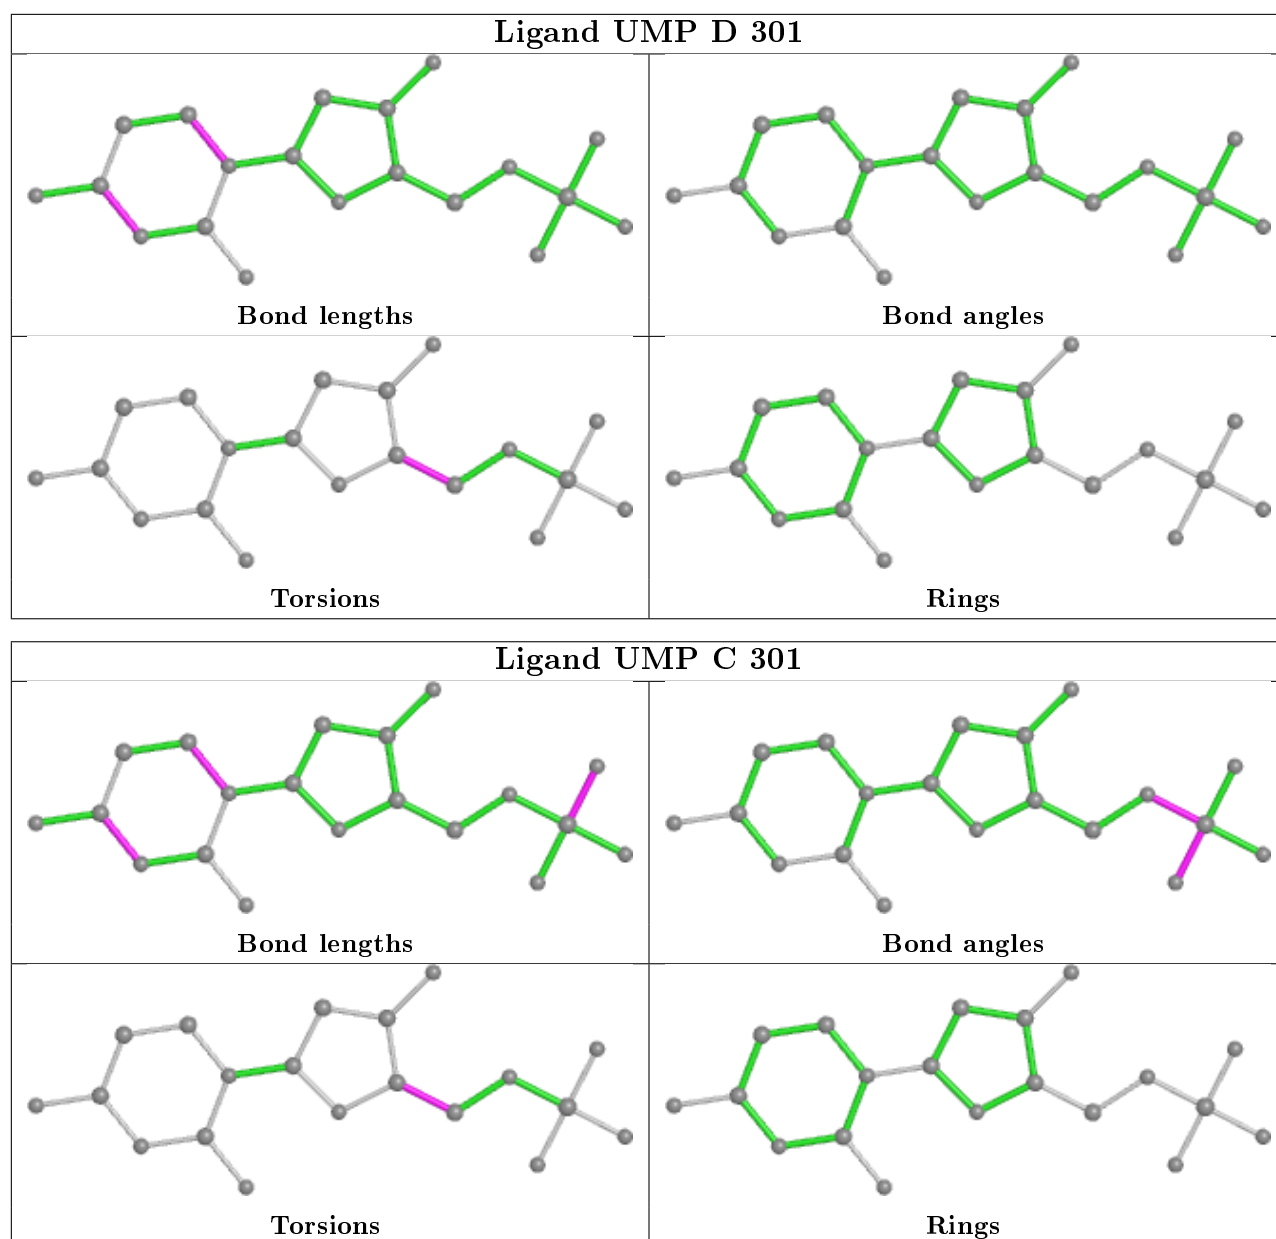 Ligand UMP D 301
Bond lengths
Bond angles
Torsions
Rings
Ligand UMP C 301
Bond lengths
Bond angles
Torsions
Rings